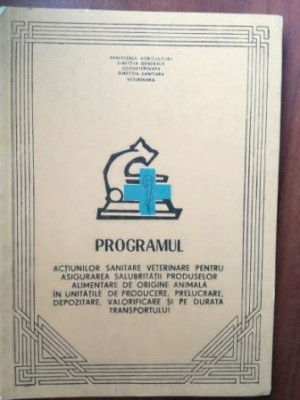 MINISTERUL AGRICULTURII
DIRECȚIA GENERALĂ
ZOOVETERINARĂ
DIRECȚIA SANITARĂ
VETERINARĂ
PROGRAMUL
ACȚIUNILOR SANITARE VETERINARE PENTRU
ASIGURAREA SALUBRITĂȚII PRODUSELOR
ALIMENTARE DE ORIGINE ANIMALĂ
ÎN UNITĂȚILE DE PRODUCERE, PRELUCRARE,
DEPOZITARE, VALORIFICARE ȘI PE DURATA
TRANSPORTULUI